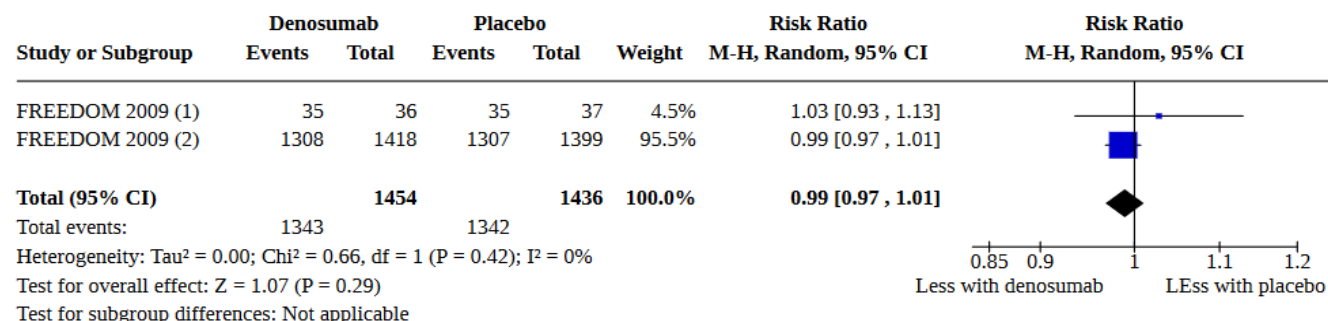 Denosumab Placebo Risk Ratio Risk Ratio
Study or Subgroup Events Total Events Total Weight M-H, Random, 95% CI M-H, Random, 95% CI
FREEDOM 2009 (1) 35 36 35 37 4.5% 1.03 [0.93 , 1.13]
FREEDOM 2009 (2) 1308 1418 1307 1399 95.5% 0.99 [0.97 , 1.01]
Total (95% CI) 1454 1436 100.0% 0.99 [0.97 , 1.01]
Total events: 1343 1342
Heterogeneity: Tau² = 0.00; Chi² = 0.66, df = 1 (P = 0.42); I² = 0%
0.85 0.9 1 1.1 1.2
Test for overall effect: Z = 1.07 (P = 0.29) Less with denosumab LEss with placebo
Test for subgroup differences: Not applicable